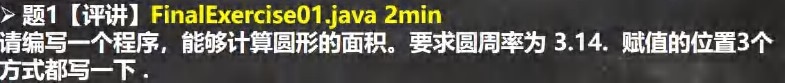 ➢ 题1【评讲】FinalExercise01.java 2min
请编写一个程序，能够计算圆形的面积。要求圆周率为 3.14. 赋值的位置3个
方式都写一下 .